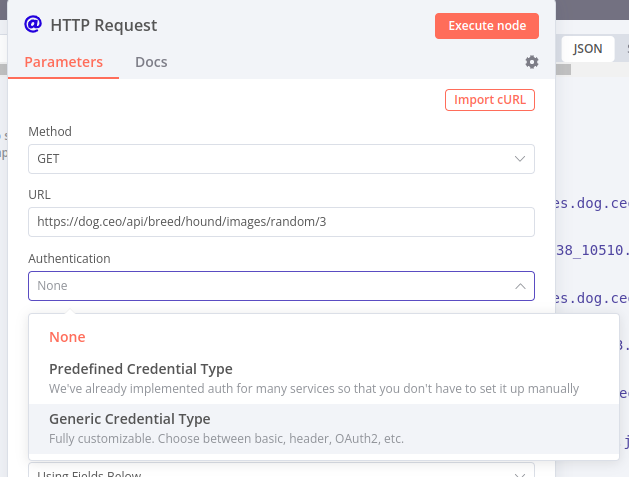 HTTP Request
Execute node
JSON
Parameters
Docs
Import cURL
Method
GET
URL
https://dog.ceo/api/breed/hound/images/random/3
es.dog.ce
38_10510.
Authentication
None
es.dog.ce
None
Predefined Credential Type
We've already implemented auth for many services so that you don't have to set it up manually
Generic Credential Type
Fully customizable. Choose between basic, header, OAuth2, etc.
Using Fields Below